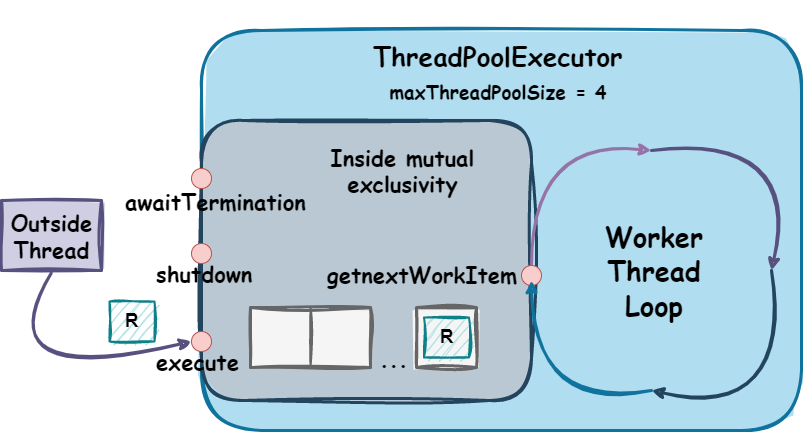 ThreadPoolExecutor
maxThreadPoolSize = 4
Inside mutual
exclusivity
awaitTermination
Outside
Thread
shutdown
getnextWorkItem
Worker
Thread
Loop
R
execute
...
R